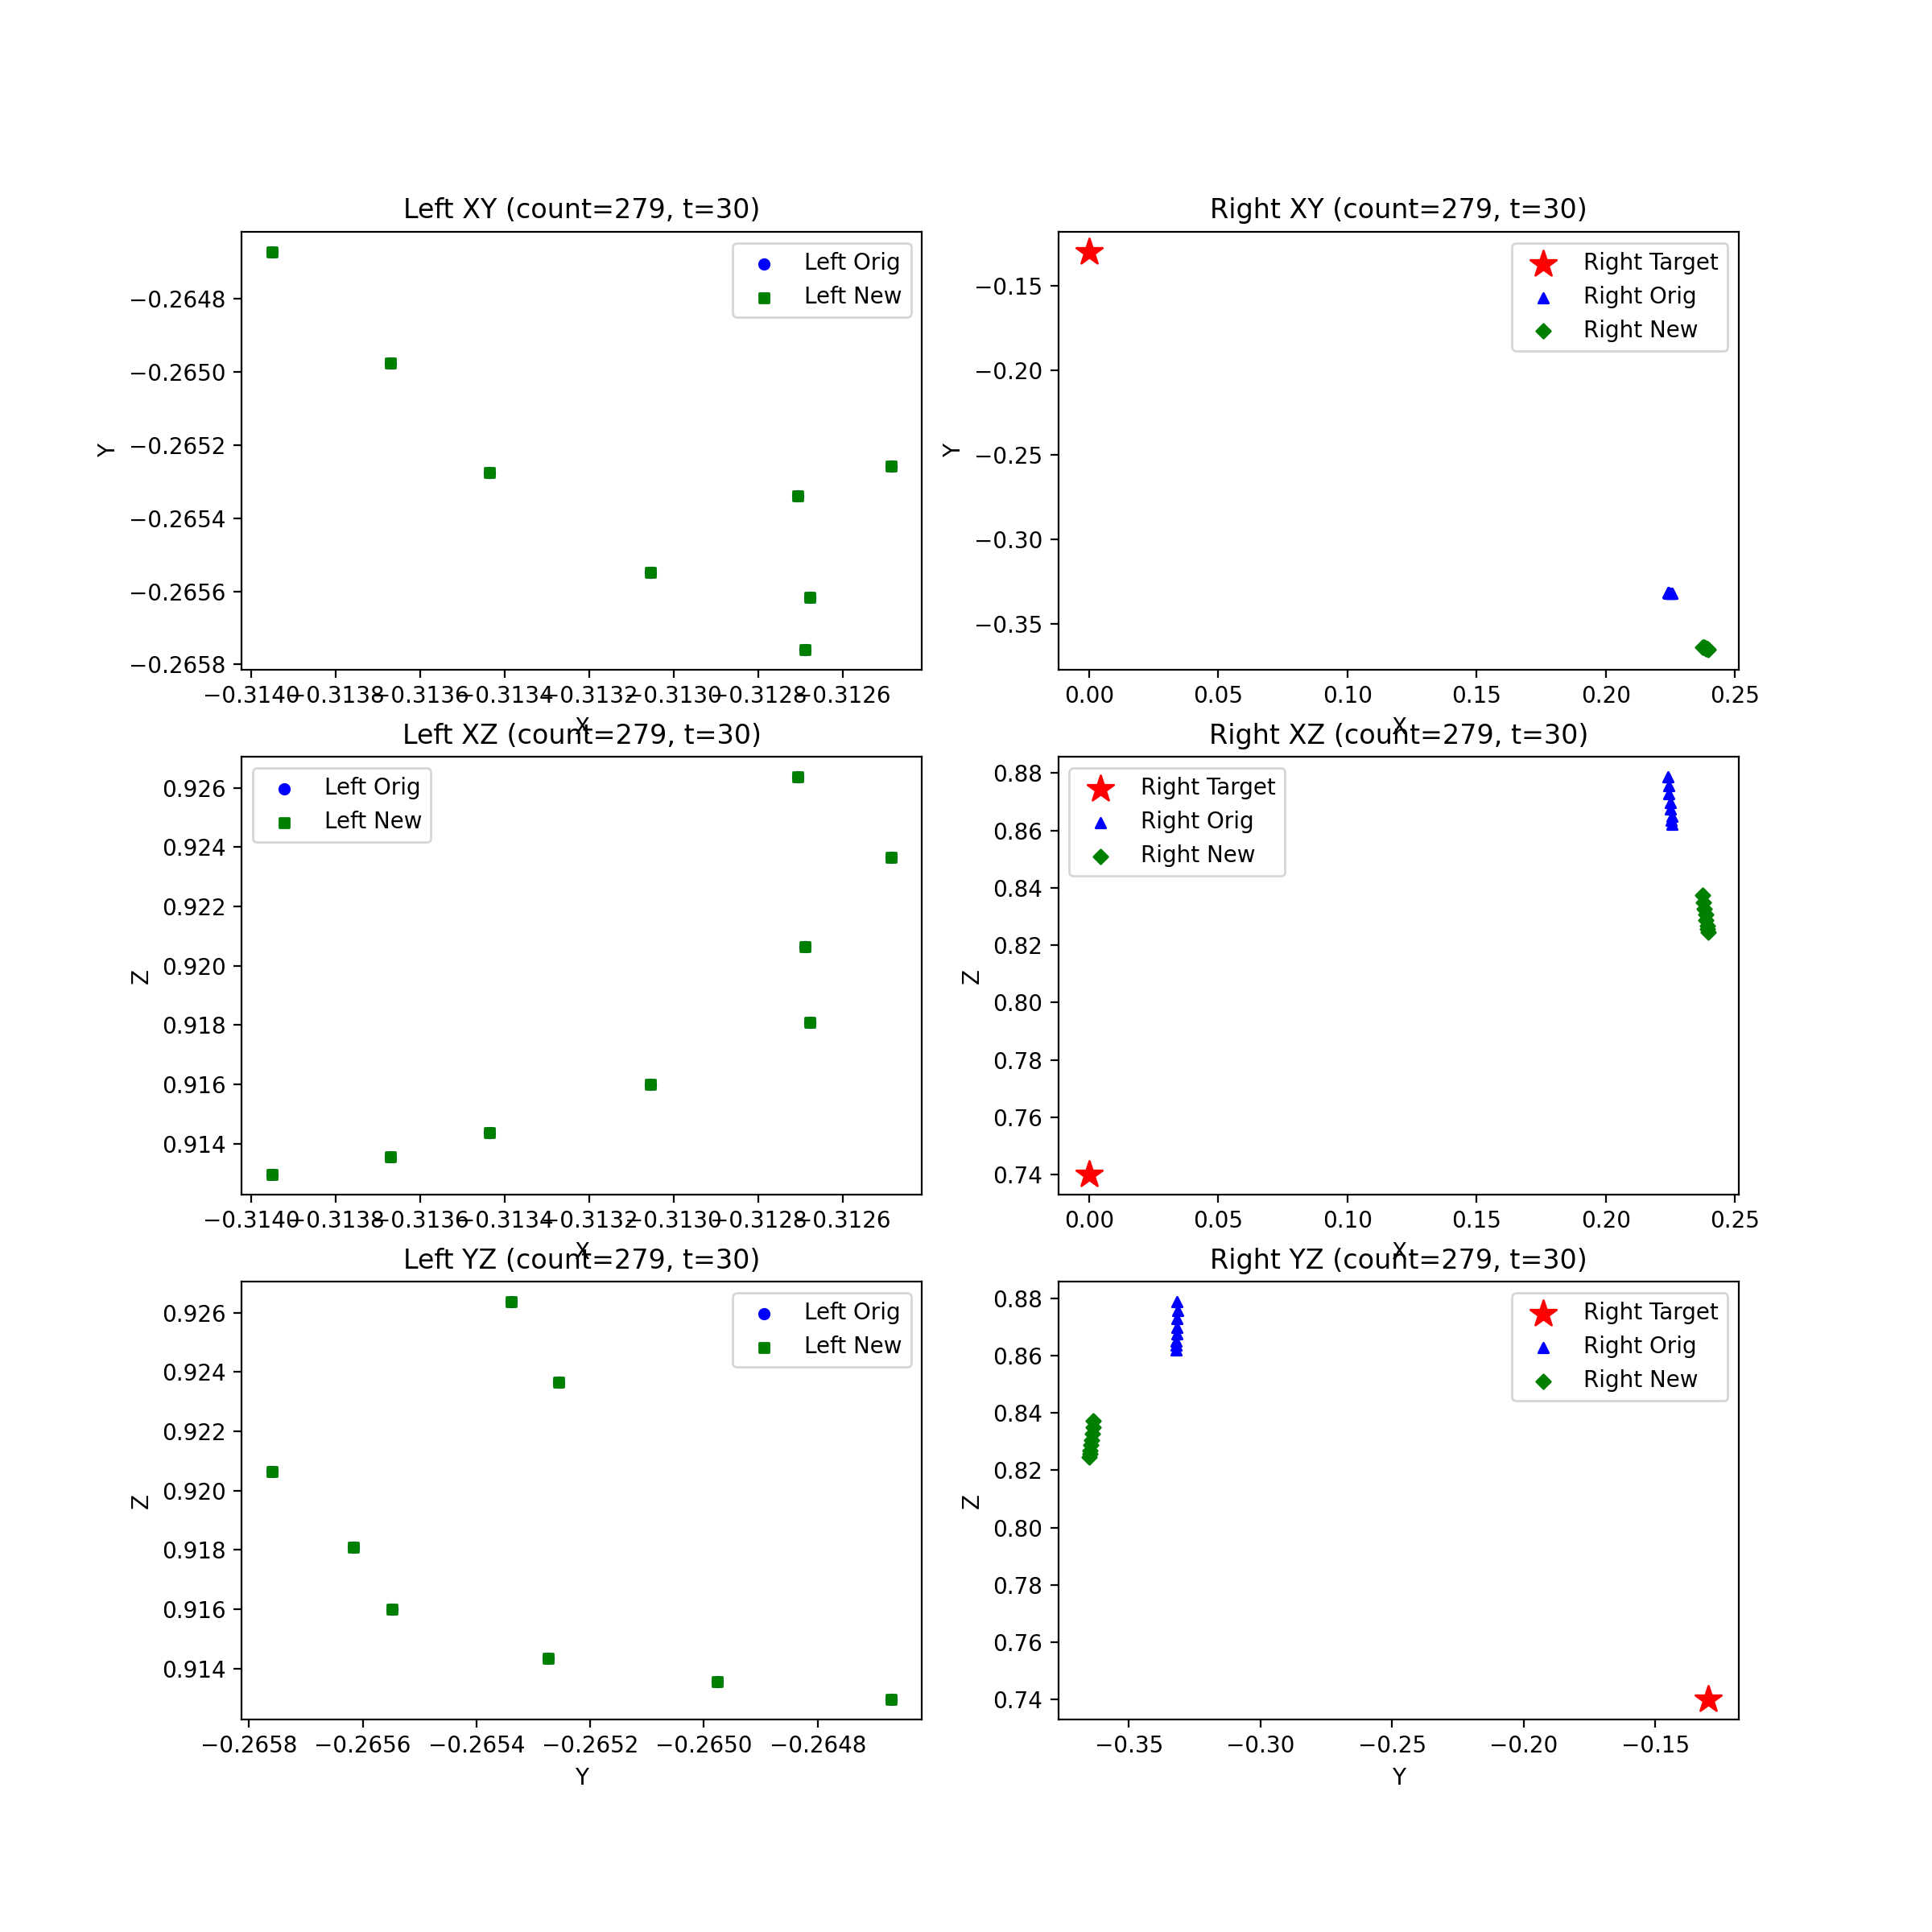 Left XY (count=279, t=30)
Left Orig
Left New
Y
−0.2648
−0.2650
−0.2652
−0.2654
−0.2656
−0.2658
−0.3140 −0.3138 −0.3136 −0.3134 −0.3132 −0.3130 −0.3128 −0.3126
X
Right XY (count=279, t=30)
Right Target
Right Orig
Right New
Y
−0.15
−0.20
−0.25
−0.30
−0.35
0.00 0.05 0.10 0.15 0.20 0.25
X
Left XZ (count=279, t=30)
Left Orig
Left New
Z
0.926
0.924
0.922
0.920
0.918
0.916
0.914
−0.3140 −0.3138 −0.3136 −0.3134 −0.3132 −0.3130 −0.3128 −0.3126
X
Right XZ (count=279, t=30)
Right Target
Right Orig
Right New
Z
0.88
0.86
0.84
0.82
0.80
0.78
0.76
0.74
0.00 0.05 0.10 0.15 0.20 0.25
X
Left YZ (count=279, t=30)
Left Orig
Left New
Z
0.926
0.924
0.922
0.920
0.918
0.916
0.914
−0.2658 −0.2656 −0.2654 −0.2652 −0.2650 −0.2648
Y
Right YZ (count=279, t=30)
Right Target
Right Orig
Right New
Z
0.88
0.86
0.84
0.82
0.80
0.78
0.76
0.74
−0.35 −0.30 −0.25 −0.20 −0.15
Y